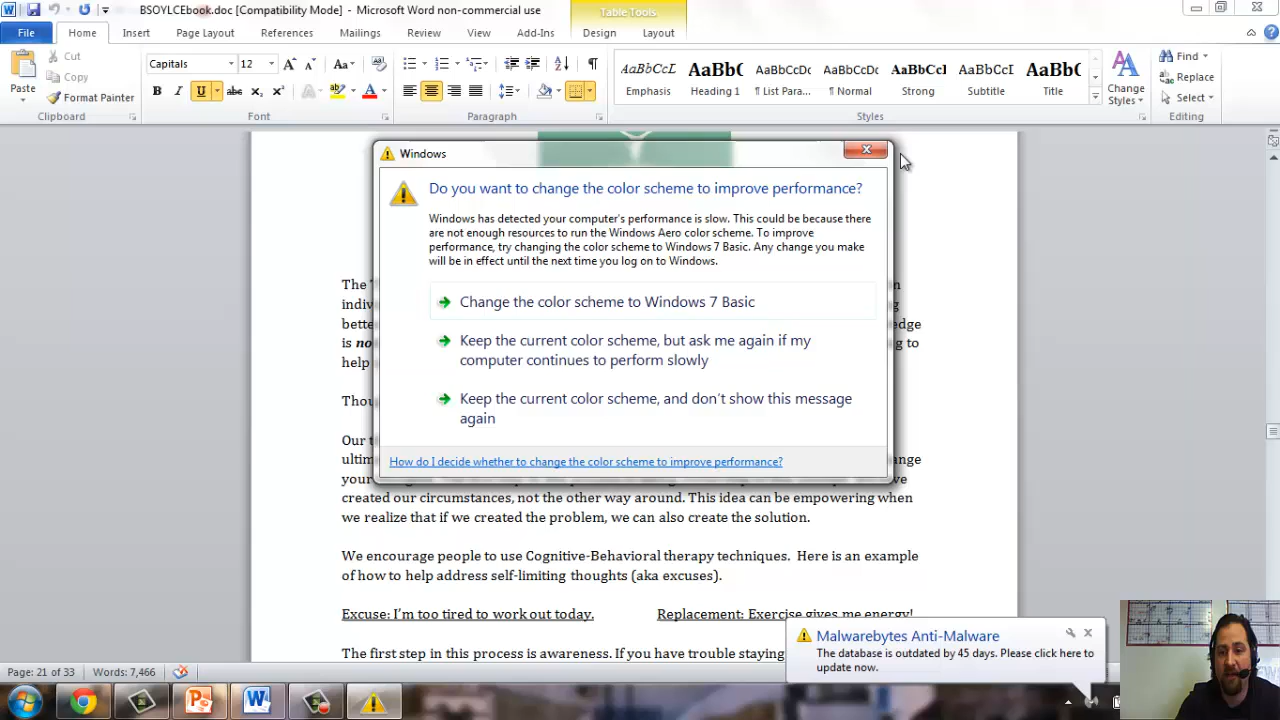 BSOYLCEbook.doc [Compatibility Mode] - Microsoft Word non-commercial use
Table Tools
File Home Insert Page Layout References Mailings Review View Add-Ins Design Layout
Paste
Cut
Copy
Format Painter
Clipboard
Capitals 12
Font
Paragraph
AaBbCcL AaBb( AaBbCcDc AaBbCcDc AaBbCcI AaBbCcD AaBb(
Emphasis Heading 1 ¶ List Para... ¶ Normal Strong Subtitle Title
Change Styles
Styles
Find
Replace
Select
Editing
Windows
Do you want to change the color scheme to improve performance?
Windows has detected your computer's performance is slow. This could be because there
are not enough resources to run the Windows Aero color scheme. To improve
performance, try changing the color scheme to Windows 7 Basic. Any change you make
will be in effect until the next time you log on to Windows.
Change the color scheme to Windows 7 Basic
Keep the current color scheme, but ask me again if my
computer continues to perform slowly
Keep the current color scheme, and don't show this message
again
How do I decide whether to change the color scheme to improve performance?
The
is no
help
Our
created our circumstances, not the other way around. This idea can be empowering when
we realize that if we created the problem, we can also create the solution.
We encourage people to use Cognitive-Behavioral therapy techniques. Here is an example
of how to help address self-limiting thoughts (aka excuses).
Excuse: I'm too tired to work out today. Replacement: Exercise gives me energy!
The first step in this process is awareness. If you have trouble staying
Malwarebytes Anti-Malware
The database is outdated by 45 days. Please click here to
update now.
Page: 21 of 33 Words: 7,466